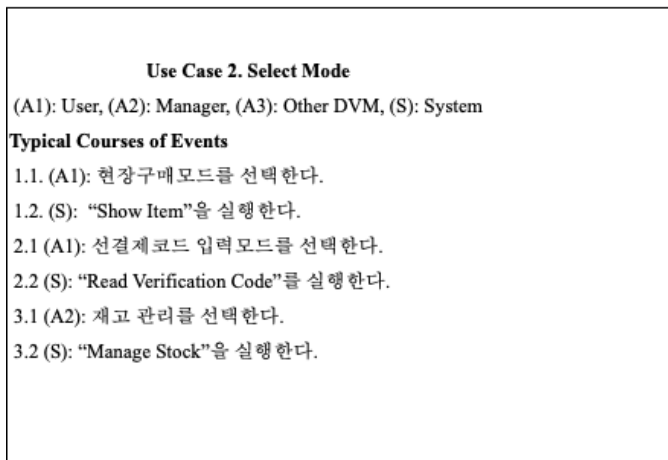 Use Case 2. Select Mode
(A1): User, (A2): Manager, (A3): Other DVM, (S): System
Typical Courses of Events
1.1. (A1): 현장구매모드를 선택한다.
1.2. (S): “Show Item”을 실행한다.
2.1 (A1): 선결제코드 입력모드를 선택한다.
2.2 (S): “Read Verification Code”를 실행한다.
3.1 (A2): 재고 관리를 선택한다.
3.2 (S): “Manage Stock”을 실행한다.